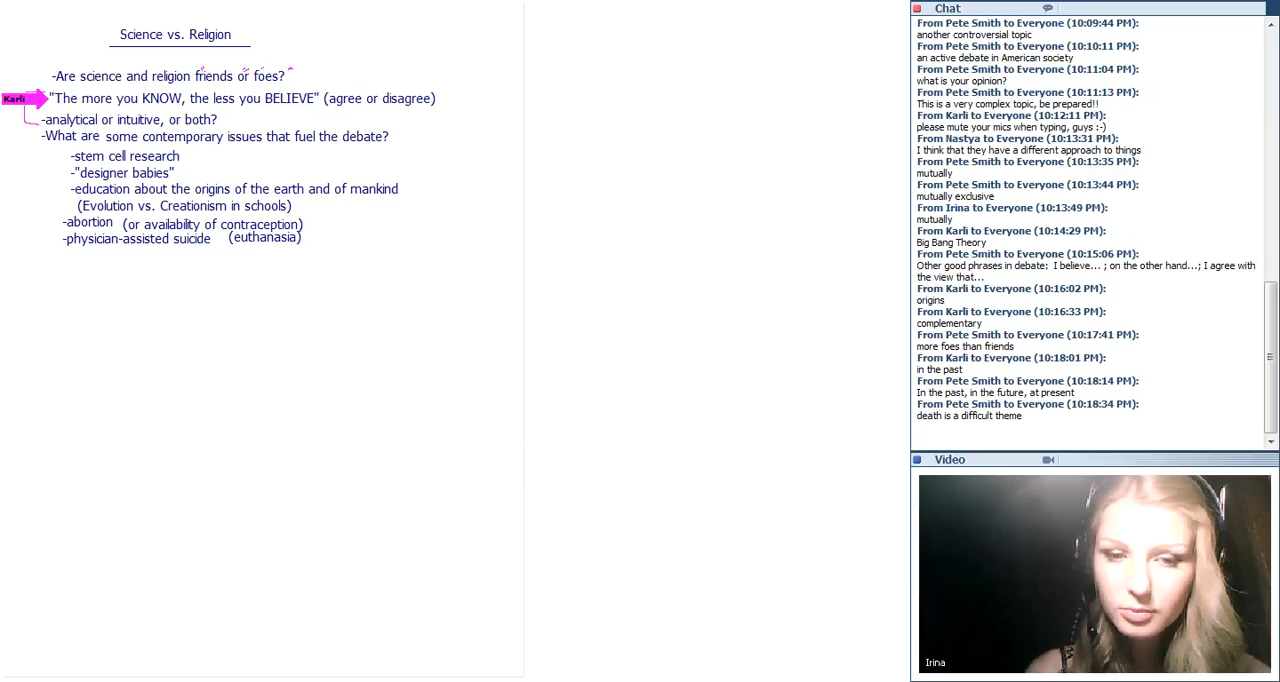 Science vs. Religion
-Are science and religion friends or foes?
Karli
"The more you KNOW, the less you BELIEVE" (agree or disagree)
-analytical or intuitive, or both?
-What are some contemporary issues that fuel the debate?
-stem cell research
-"designer babies"
-education about the origins of the earth and of mankind
(Evolution vs. Creationism in schools)
-abortion (or availability of contraception)
-physician-assisted suicide (euthanasia)
Chat
From Pete Smith to Everyone (10:09:44 PM):
another controversial topic
From Pete Smith to Everyone (10:10:11 PM):
an active debate in American society
From Pete Smith to Everyone (10:11:04 PM):
what is your opinion?
From Pete Smith to Everyone (10:11:13 PM):
This is a very complex topic, be prepared!!
From Karli to Everyone (10:12:11 PM):
please mute your mics when typing, guys :-)
From Nastya to Everyone (10:13:31 PM):
I think that they have a different approach to things
From Pete Smith to Everyone (10:13:35 PM):
mutually
From Pete Smith to Everyone (10:13:44 PM):
mutually exclusive
From Irina to Everyone (10:13:49 PM):
mutually
From Karli to Everyone (10:14:29 PM):
Big Bang Theory
From Pete Smith to Everyone (10:15:06 PM):
Other good phrases in debate: I believe... ; on the other hand...; I agree with
the view that...
From Karli to Everyone (10:16:02 PM):
origins
From Karli to Everyone (10:16:33 PM):
complementary
From Pete Smith to Everyone (10:17:41 PM):
more foes than friends
From Karli to Everyone (10:18:01 PM):
in the past
From Pete Smith to Everyone (10:18:14 PM):
In the past, in the future, at present
From Pete Smith to Everyone (10:18:34 PM):
death is a difficult theme
Video
Irina